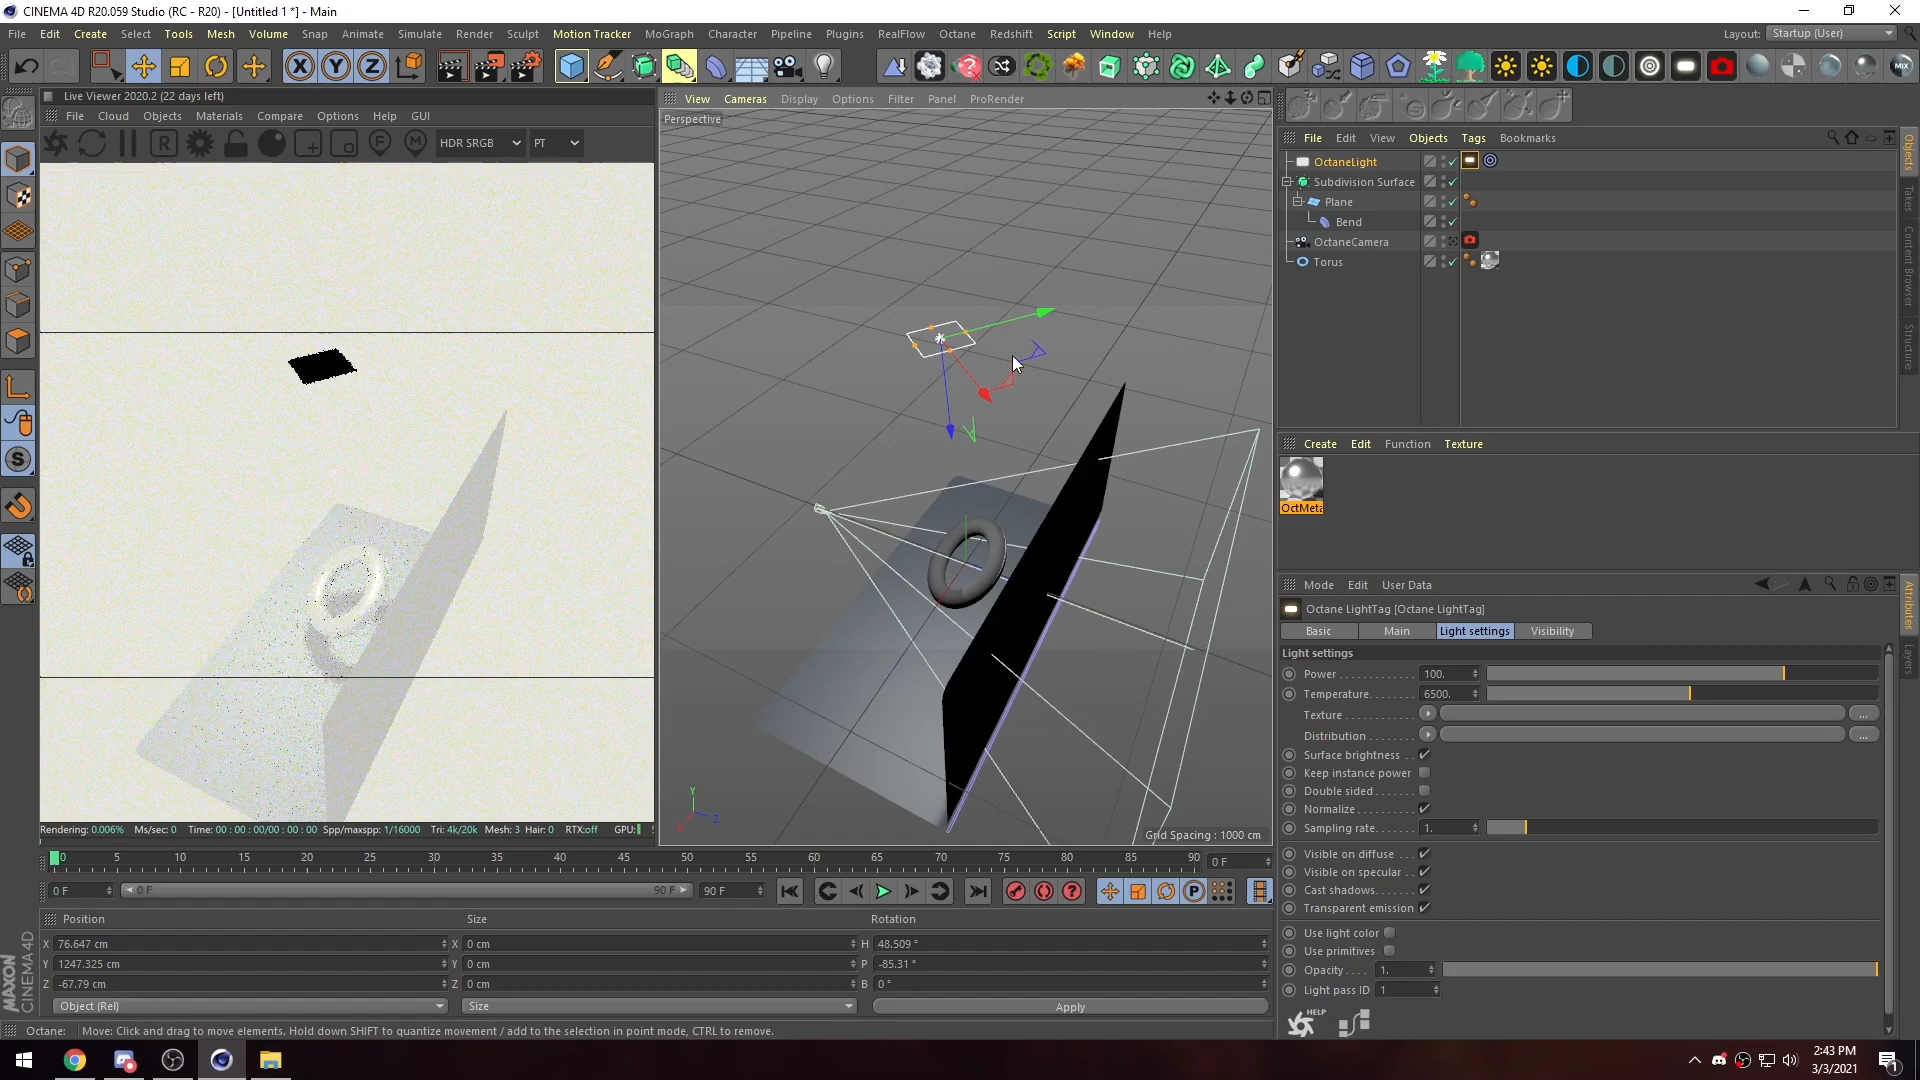 CINEMA 4D R20.059 Studio (RC - R20) - [Untitled 1 *] - Main
File Edit Create Select Tools Mesh Volume Snap Animate Simulate Render Sculpt Motion Tracker MoGraph Character Pipeline Plugins RealFlow Octane Redshift Script Window Help
Layout: Startup (User)
X Y Z
MIX
Live Viewer 2020.2 (22 days left)
File Cloud Objects Materials Compare Options Help GUI
R F M HDR SRGB PT
View Cameras Display Options Filter Panel ProRender
Perspective
File Edit View Objects Tags Bookmarks
OctaneLight
Subdivision Surface
Plane
Bend
OctaneCamera
Torus
Objects
Takes
Content Browser
Structure
Create Edit Function Texture
OctMeta
Mode Edit User Data
Octane LightTag [Octane LightTag]
Basic Main Light settings Visibility
Attributes
Layers
Light settings
Power 100.
Temperature 6500.
Texture ...
Distribution ...
Surface brightness
Keep instance power
Double sided
Normalize
Sampling rate 1.
Visible on diffuse
Visible on specular
Cast shadows
Transparent emission
Use light color
Use primitives
Opacity 1.
Light pass ID 1
HELP
Y
Z
Grid Spacing : 1000 cm
Rendering: 0.006% Ms/sec: 0 Time: 00 : 00 : 00/00 : 00 : 00 Spp/maxspp: 1/16000 Tri: 4k/20k Mesh: 3 Hair: 0 RTX:off GPU:
0 5 10 15 20 25 30 35 40 45 50 55 60 65 70 75 80 85 90 0 F
0 F 0 F 90 F 90 F
Position Size Rotation
X 76.647 cm X 0 cm H 48.509 °
Y 1247.325 cm Y 0 cm P -85.31 °
Z -67.79 cm Z 0 cm B 0 °
Object (Rel) Size Apply
MAXON
CINEMA 4D
Octane: Move: Click and drag to move elements. Hold down SHIFT to quantize movement / add to the selection in point mode, CTRL to remove.
2:43 PM
3/3/2021
1